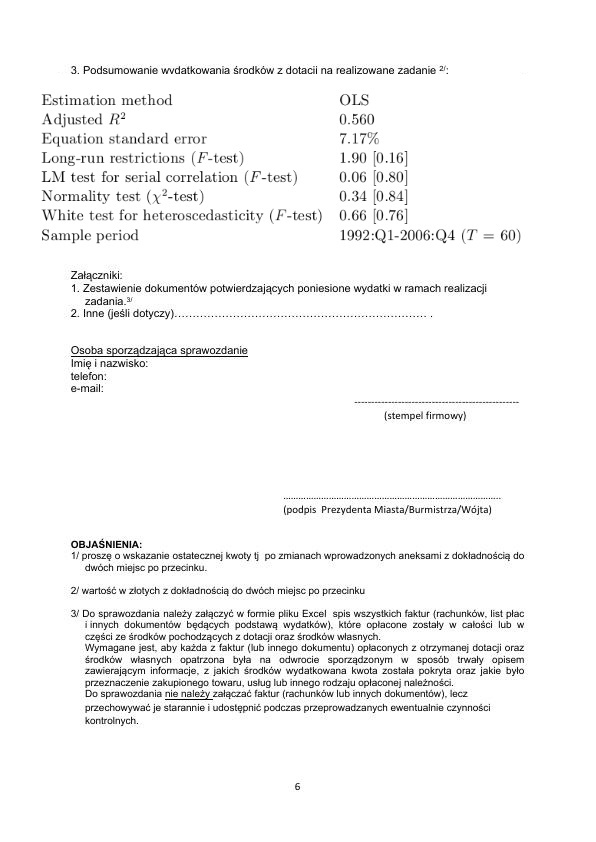 3. Podsumowanie wydatkowania środków z dotacji na realizowane zadanie 2/:
Estimation method OLS
Adjusted R² 0.560
Equation standard error 7.17%
Long-run restrictions (F-test) 1.90 [0.16]
LM test for serial correlation (F-test) 0.06 [0.80]
Normality test (χ²-test) 0.34 [0.84]
White test for heteroscedasticity (F-test) 0.66 [0.76]
Sample period 1992:Q1-2006:Q4 (T = 60)
Załączniki:
1. Zestawienie dokumentów potwierdzających poniesione wydatki w ramach realizacji
zadania.3/
2. Inne (jeśli dotyczy)…………………………………………………………… .
Osoba sporządzająca sprawozdanie
Imię i nazwisko:
telefon:
e-mail:
-------------------------------------------------
(stempel firmowy)
……………………………………………………………………………
(podpis Prezydenta Miasta/Burmistrza/Wójta)
OBJAŚNIENIA:
1/ proszę o wskazanie ostatecznej kwoty tj po zmianach wprowadzonych aneksami z dokładnością do
dwóch miejsc po przecinku.
2/ wartość w złotych z dokładnością do dwóch miejsc po przecinku
3/ Do sprawozdania należy załączyć w formie pliku Excel spis wszystkich faktur (rachunków, list płac
i innych dokumentów będących podstawą wydatków), które opłacone zostały w całości lub w
części ze środków pochodzących z dotacji oraz środków własnych.
Wymagane jest, aby każda z faktur (lub innego dokumentu) opłaconych z otrzymanej dotacji oraz
środków własnych opatrzona była na odwrocie sporządzonym w sposób trwały opisem
zawierającym informacje, z jakich środków wydatkowana kwota została pokryta oraz jakie było
przeznaczenie zakupionego towaru, usług lub innego rodzaju opłaconej należności.
Do sprawozdania nie należy załączać faktur (rachunków lub innych dokumentów), lecz
przechowywać je starannie i udostępnić podczas przeprowadzanych ewentualnie czynności
kontrolnych.
6